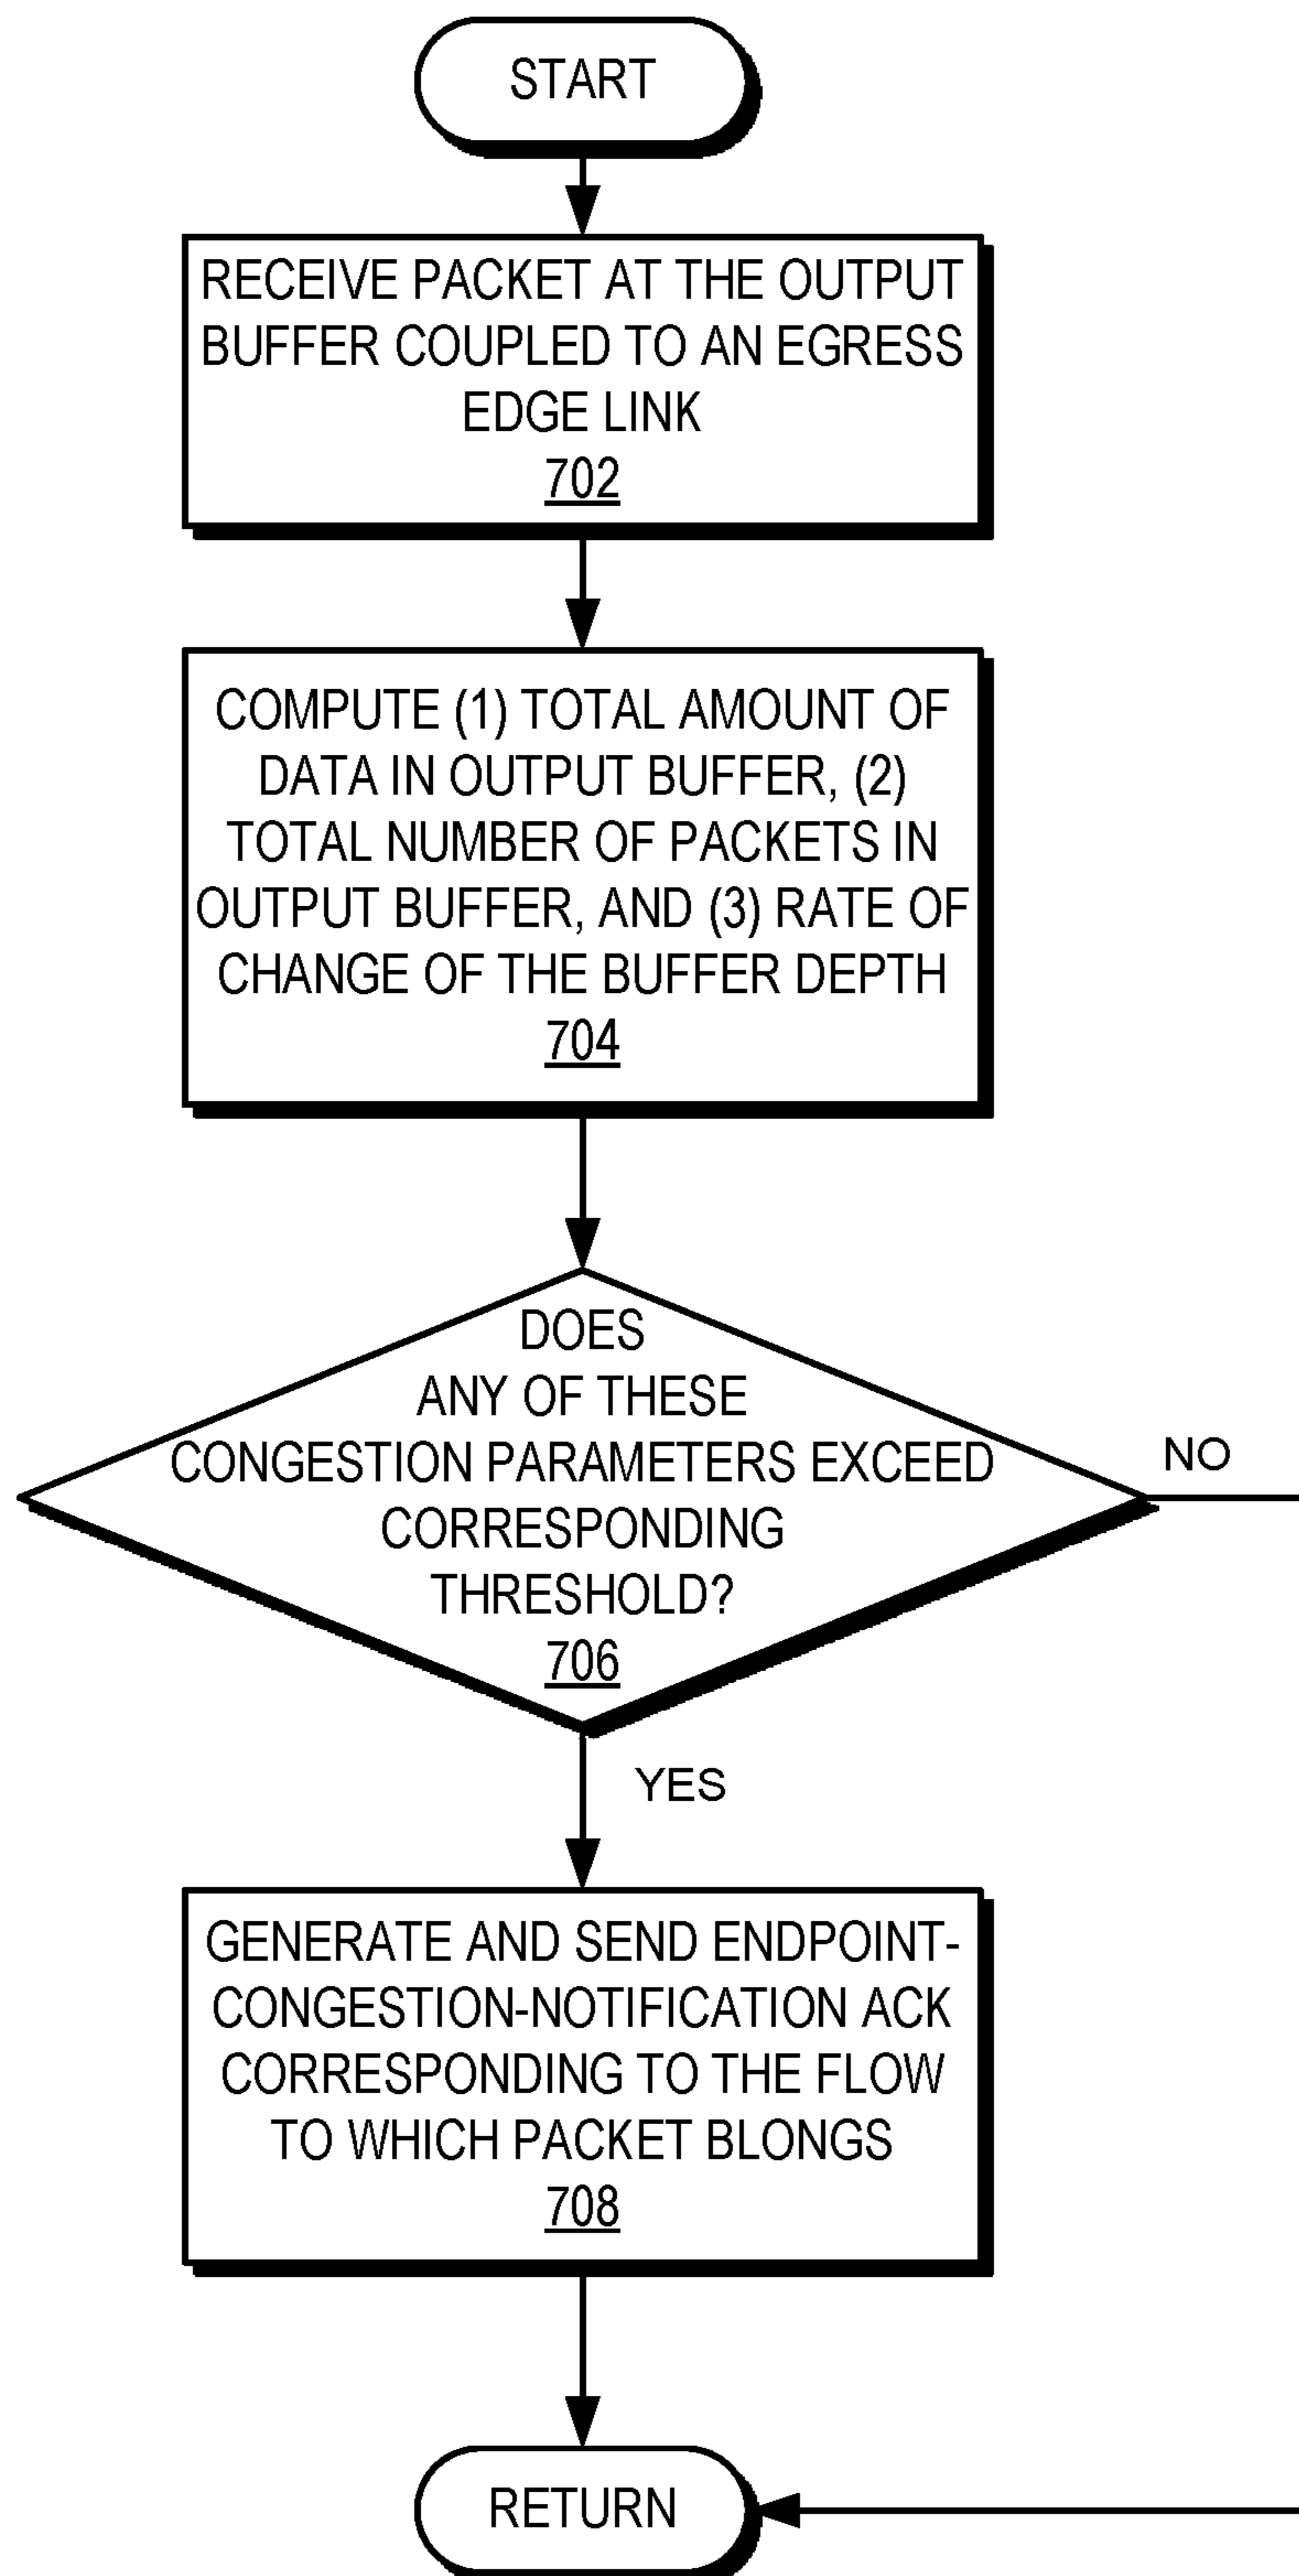 START
RECEIVE PACKET AT THE OUTPUT
BUFFER COUPLED TO AN EGRESS
EDGE LINK
702
COMPUTE (1) TOTAL AMOUNT OF
DATA IN OUTPUT BUFFER, (2)
TOTAL NUMBER OF PACKETS IN
OUTPUT BUFFER, AND (3) RATE OF
CHANGE OF THE BUFFER DEPTH
704
DOES
ANY OF THESE
CONGESTION PARAMETERS EXCEED
CORRESPONDING
THRESHOLD?
706
NO
YES
GENERATE AND SEND ENDPOINT-
CONGESTION-NOTIFICATION ACK
CORRESPONDING TO THE FLOW
TO WHICH PACKET BLONGS
708
RETURN